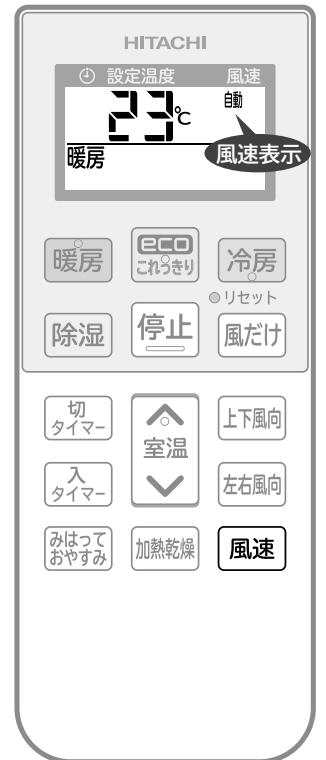 HITACHI
設定温度 風速
23℃ 自動
暖房
風速表示
暖房 eco これっきり 冷房
リセット
除湿 停止 風だけ
切タイマー 室温 上下風向
入タイマー 左右風向
みはっておやすみ 加熱乾燥 風速